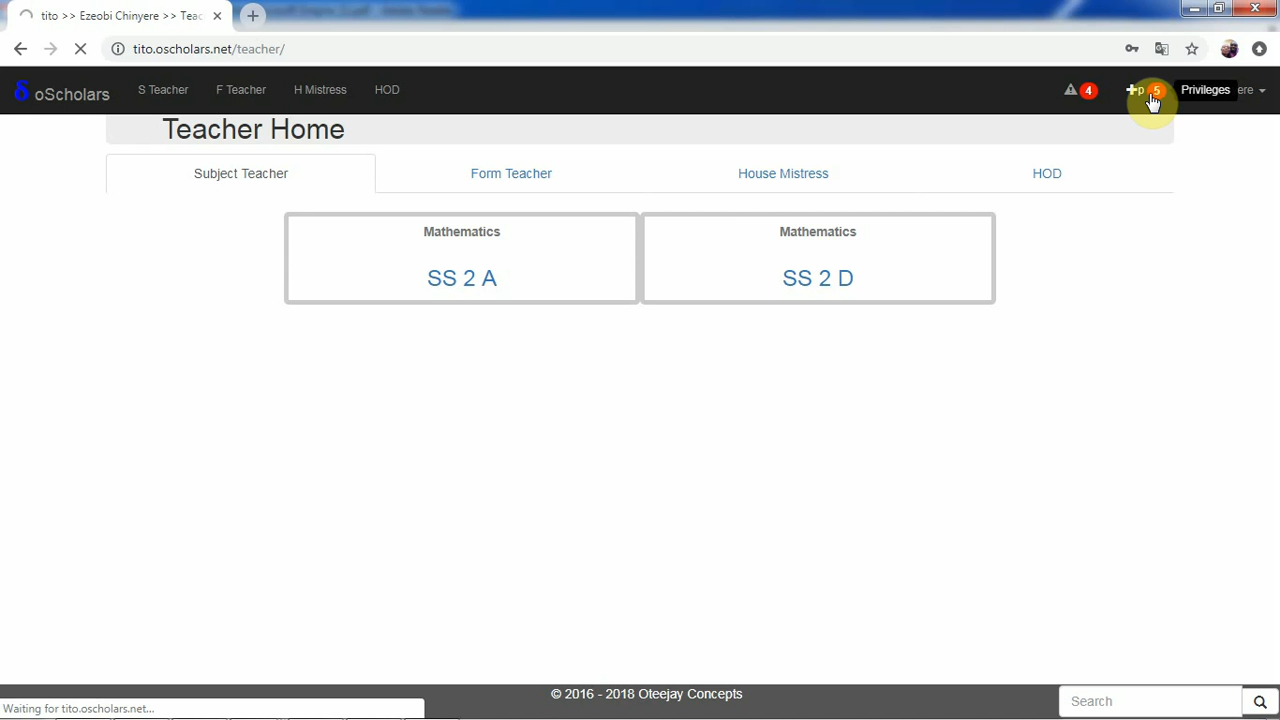 tito >> Ezeobi Chinyere >> Teac
tito.oscholars.net/teacher/
δ oScholars
S Teacher
F Teacher
H Mistress
HOD
4
p
5
Privileges
ere
Teacher Home
Subject Teacher
Form Teacher
House Mistress
HOD
Mathematics
SS 2 A
Mathematics
SS 2 D
© 2016 - 2018 Oteejay Concepts
Search
Waiting for tito.oscholars.net...